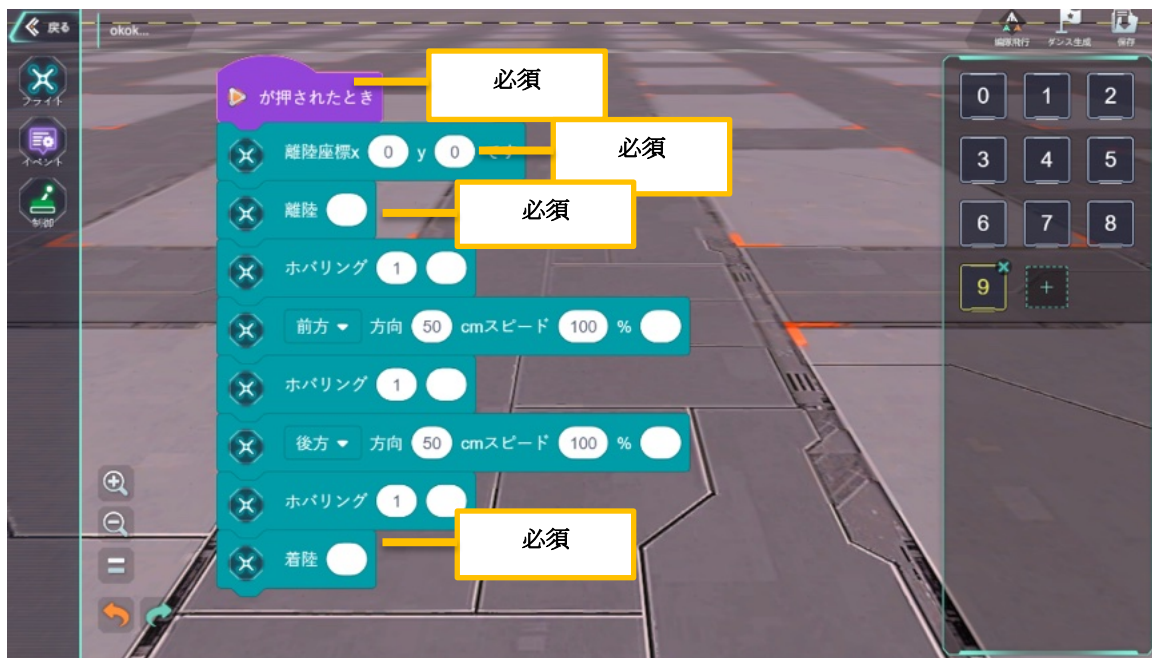 戻る
okok...
編隊飛行
ダンス生成
保存
フライト
イベント
制御
が押されたとき
必須
離陸座標x 0 y 0 です
必須
離陸
必須
ホバリング 1
前方 方向 50 cmスピード 100 %
ホバリング 1
後方 方向 50 cmスピード 100 %
ホバリング 1
着陸
必須
0 1 2
3 4 5
6 7 8
9 +